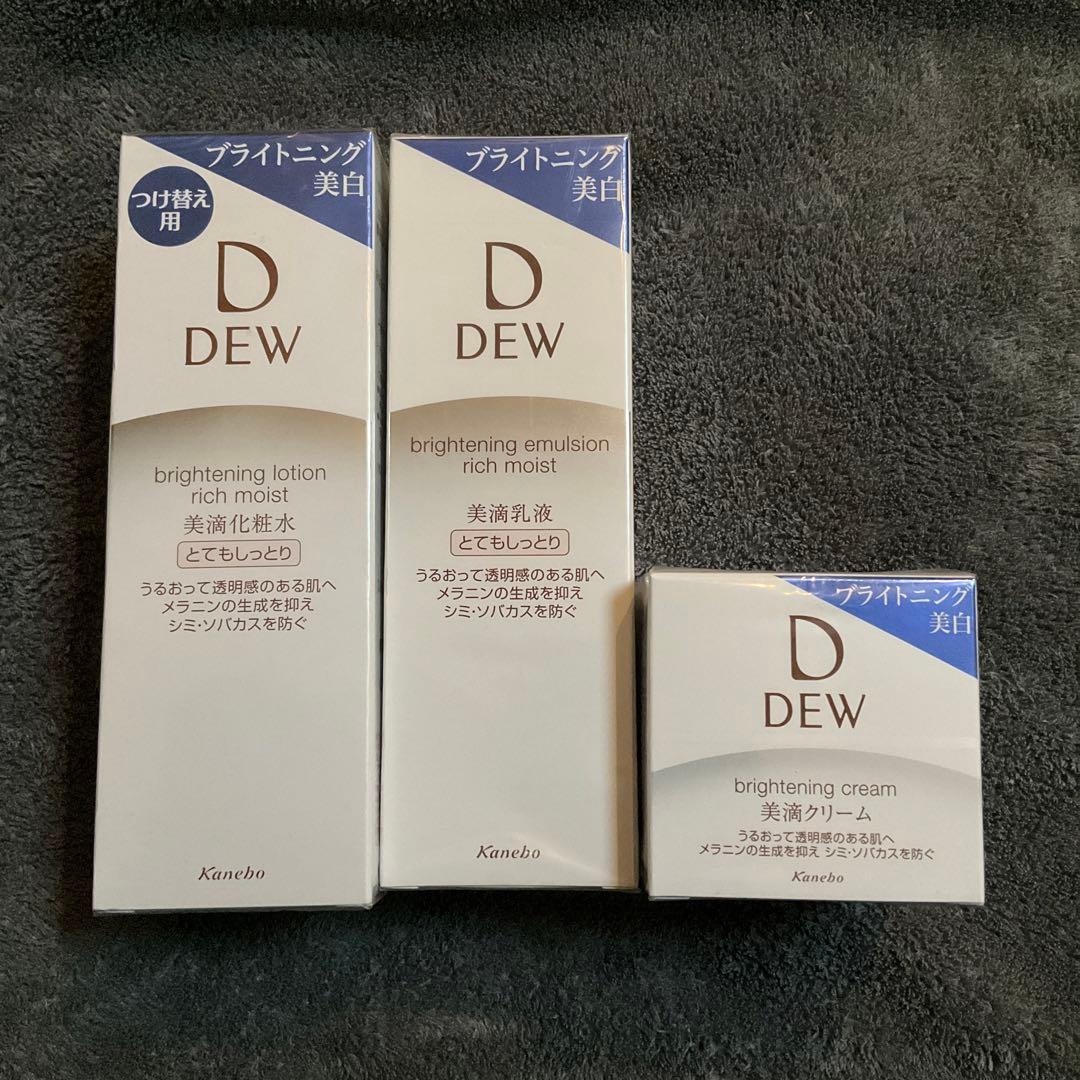 ブライトニング
美白
つけ替え
用
D
DEW
brightening lotion
rich moist
美滴化粧水
とてもしっとり
うるおって透明感のある肌へ
メラニンの生成を抑え
シミ・ソバカスを防ぐ
Kanebo
ブライトニング
美白
D
DEW
brightening emulsion
rich moist
美滴乳液
とてもしっとり
うるおって透明感のある肌へ
メラニンの生成を抑え
シミ・ソバカスを防ぐ
Kanebo
ブライトニング
美白
D
DEW
brightening cream
美滴クリーム
うるおって透明感のある肌へ
メラニンの生成を抑え シミ・ソバカスを防ぐ
Kanebo